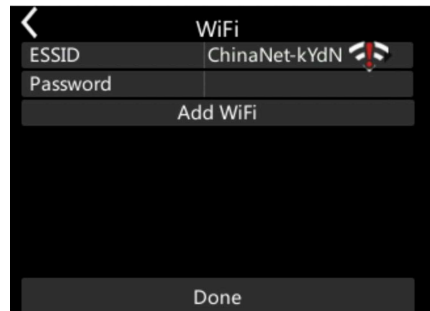 WiFi
ESSID ChinaNet-kYdN
Password
Add WiFi
Done